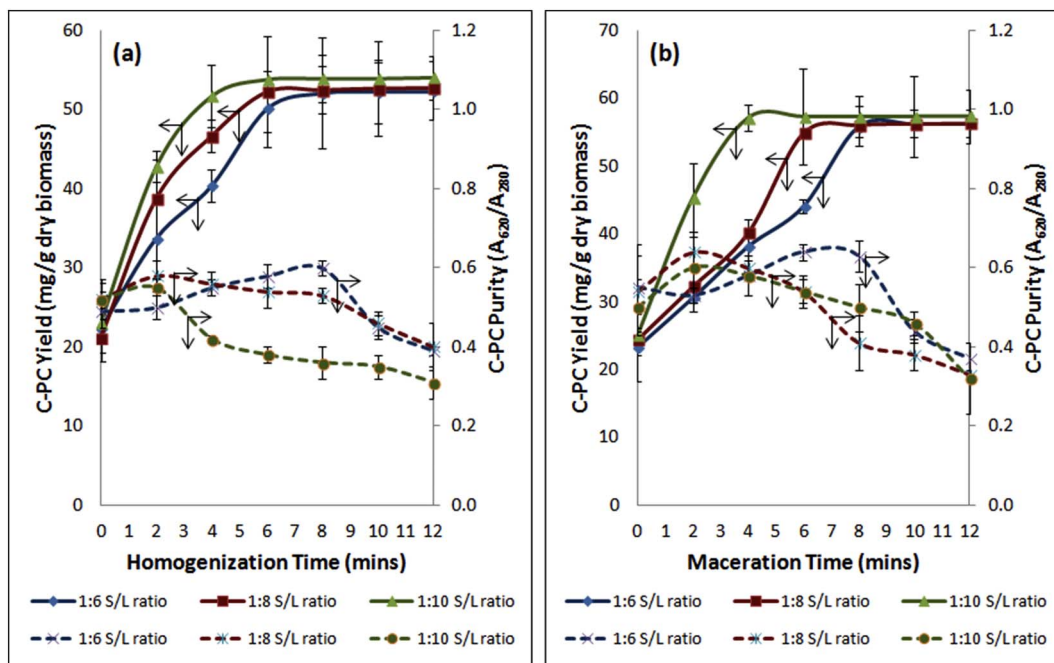 (a)
60
50
40
30
20
10
0
C-PC Yield (mg/g dry biomass)
1.2
1.0
0.8
0.6
0.4
0.2
0.0
C-PC Purity (A620/A280)
0 1 2 3 4 5 6 7 8 9 10 11 12
Homogenization Time (mins)
1:6 S/L ratio 1:8 S/L ratio 1:10 S/L ratio
1:6 S/L ratio 1:8 S/L ratio 1:10 S/L ratio
(b)
70
60
50
40
30
20
10
0
C-PC Yield (mg/g dry biomass)
1.2
1.0
0.8
0.6
0.4
0.2
0.0
C-PC Purity (A620/A280)
0 1 2 3 4 5 6 7 8 9 10 11 12
Maceration Time (mins)
1:6 S/L ratio 1:8 S/L ratio 1:10 S/L ratio
1:6 S/L ratio 1:8 S/L ratio 1:10 S/L ratio